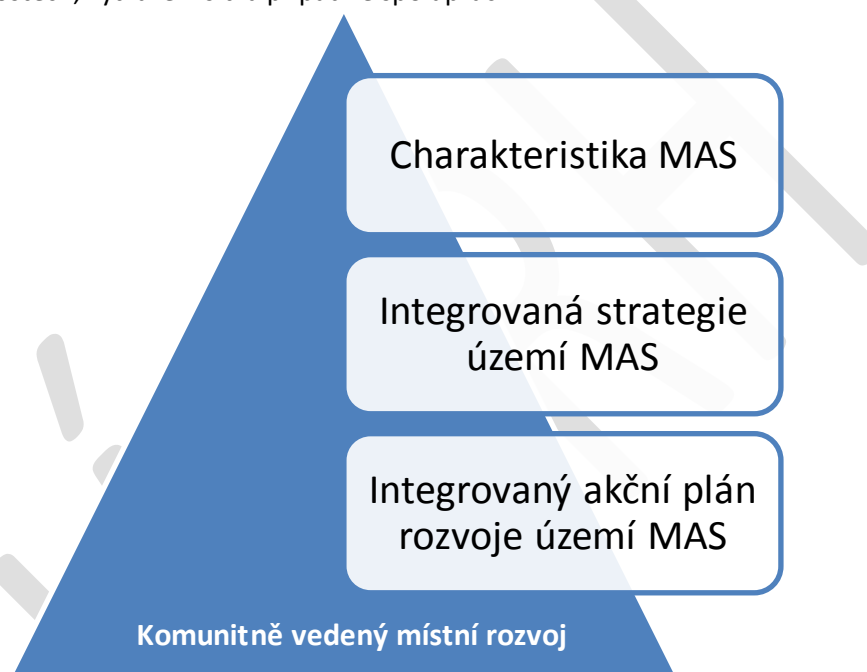 Charakteristika MAS
Integrovaná strategie
území MAS
Integrovaný akční plán
rozvoje území MAS
Komunitně vedený místní rozvoj